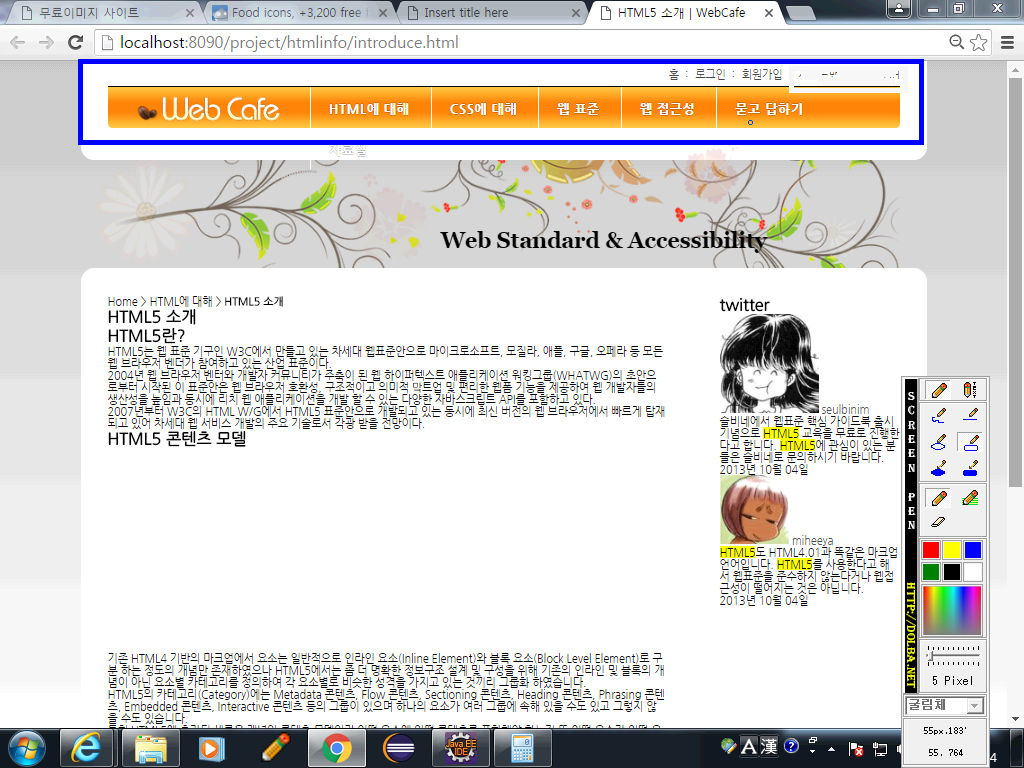 무료이미지 사이트
Food icons, +3,200 free f
Insert title here
HTML5 소개 | WebCafe
localhost:8090/project/htmlinfo/introduce.html
홈 : 로그인 : 회원가입
Web Cafe
HTML에 대해
CSS에 대해
웹 표준
웹 접근성
묻고 답하기
자료실
Web Standard & Accessibility
Home > HTML에 대해 > HTML5 소개
HTML5 소개
HTML5란?
HTML5는 웹 표준 기구인 W3C에서 만들고 있는 차세대 웹표준안으로 마이크로소프트, 모질라, 애플, 구글, 오페라 등 모든
웹 브라우저 벤더가 참여하고 있는 산업 표준이다.
2004년 웹 브라우저 벤터와 개발자 커뮤니티가 주축이 된 웹 하이퍼텍스트 애플리케이션 워킹그룹(WHATWG)의 초안으
로부터 시작된 이 표준안은 웹 브라우저 호환성, 구조적이고 의미적 막트업 및 편리한 웹폼 기능을 제공하여 웹 개발자들의
생산성을 높임과 동시에 리치 웹 애플리케이션을 개발 할 수 있는 다양한 자바스크립트 API를 포함하고 있다.
2007년부터 W3C의 HTML W/G에서 HTML5 표준안으로 개발되고 있는 동시에 최신 버전의 웹 브라우저에서 빠르게 탑재
되고 있어 차세대 웹 서비스 개발의 주요 기술로서 각광 받을 전망이다.
HTML5 콘텐츠 모델
기존 HTML4 기반의 마크업에서 요소는 일반적으로 인라인 요소(Inline Element)와 블록 요소(Block Level Element)로 구
분 하는 정도의 개념만 존재하였으나 HTML5에서는 좀 더 명확한 정보구조 설계 및 구성을 위해 기존의 인라인 및 블록의 개
념이 아닌 요소별 카테고리를 정의하여 각 요소별로 비슷한 성격을 가지고 있는 것끼리 그룹화 하였습니다.
HTML5의 카테고리(Category)에는 Metadata 콘텐츠, Flow 콘텐츠, Sectioning 콘텐츠, Heading 콘텐츠, Phrasing 콘텐
츠, Embedded 콘텐츠, Interactive 콘텐츠 등의 그룹이 있으며 하나의 요소가 여러 그룹에 속해 있을 수도 있고 그렇지 않
을 수도 있습니다.
twitter
seulbinim
슬비네에서 웹표준 핵심 가이드북 출시
기념으로 HTML5 교육을 무료로 진행한
다고 합니다. HTML5에 관심이 있는 분
들은 슬비네로 문의하시기 바랍니다.
2013년 10월 04일
miheeya
HTML5도 HTML4.01과 똑같은 마크업
언어입니다. HTML5를 사용한다고 해
서 웹표준을 준수하지 않는다거나 웹접
근성이 떨어지는 것은 아닙니다.
2013년 10월 04일
SCREEN PEN
HTTP://DOLBA.NET
5 Pixel
굴림체
55px.183'
55. 764
Java EE
IDE
A 漢